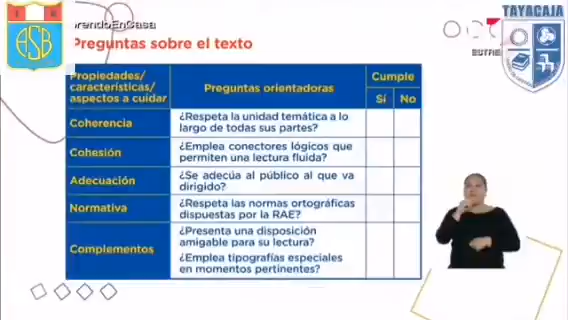 TAYACAJA
#AprendoEnCasa
ASB
Preguntas sobre el texto
Propiedades/
características/
aspectos a cuidar
Preguntas orientadoras
Cumple
Sí No
Coherencia
¿Respeta la unidad temática a lo
largo de todas sus partes?
Cohesión
¿Emplea conectores lógicos que
permiten una lectura fluida?
Adecuación
¿Se adecúa al público al que va
dirigido?
Normativa
¿Respeta las normas ortográficas
dispuestas por la RAE?
Complementos
¿Presenta una disposición
amigable para su lectura?
¿Emplea tipografías especiales
en momentos pertinentes?